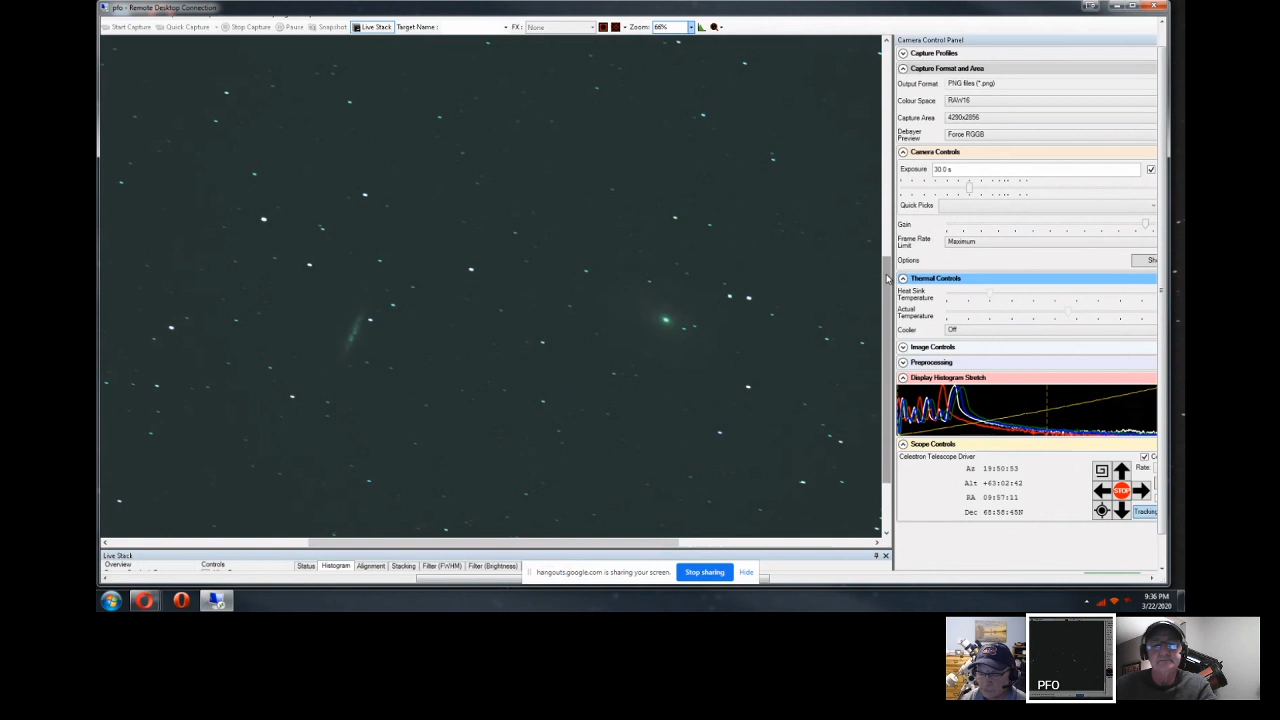 pfo - Remote Desktop Connection
Start Capture Quick Capture Stop Capture Pause Snapshot Live Stack Target Name: FX: None Zoom: 66%
Camera Control Panel
Capture Profiles
Capture Format and Area
Output Format PNG files (*.png)
Colour Space RAW16
Capture Area 4290x2856
Debayer Preview Force RGGB
Camera Controls
Exposure 30.0 s
Quick Picks
Gain
Frame Rate Limit Maximum
Options
Thermal Controls
Heat Sink Temperature
Actual Temperature
Cooler Off
Image Controls
Preprocessing
Display Histogram Stretch
Scope Controls
Celestron Telescope Driver
Az 19:50:53 Rate:
Alt +63:02:42
RA 09:57:11 STOP
Dec 68:58:45N Tracking
Live Stack
Overview Controls Status Histogram Alignment Stacking Filter (FWHM) Filter (Brightness)
hangouts.google.com is sharing your screen. Stop sharing Hide
9:36 PM
3/22/2020
PFO